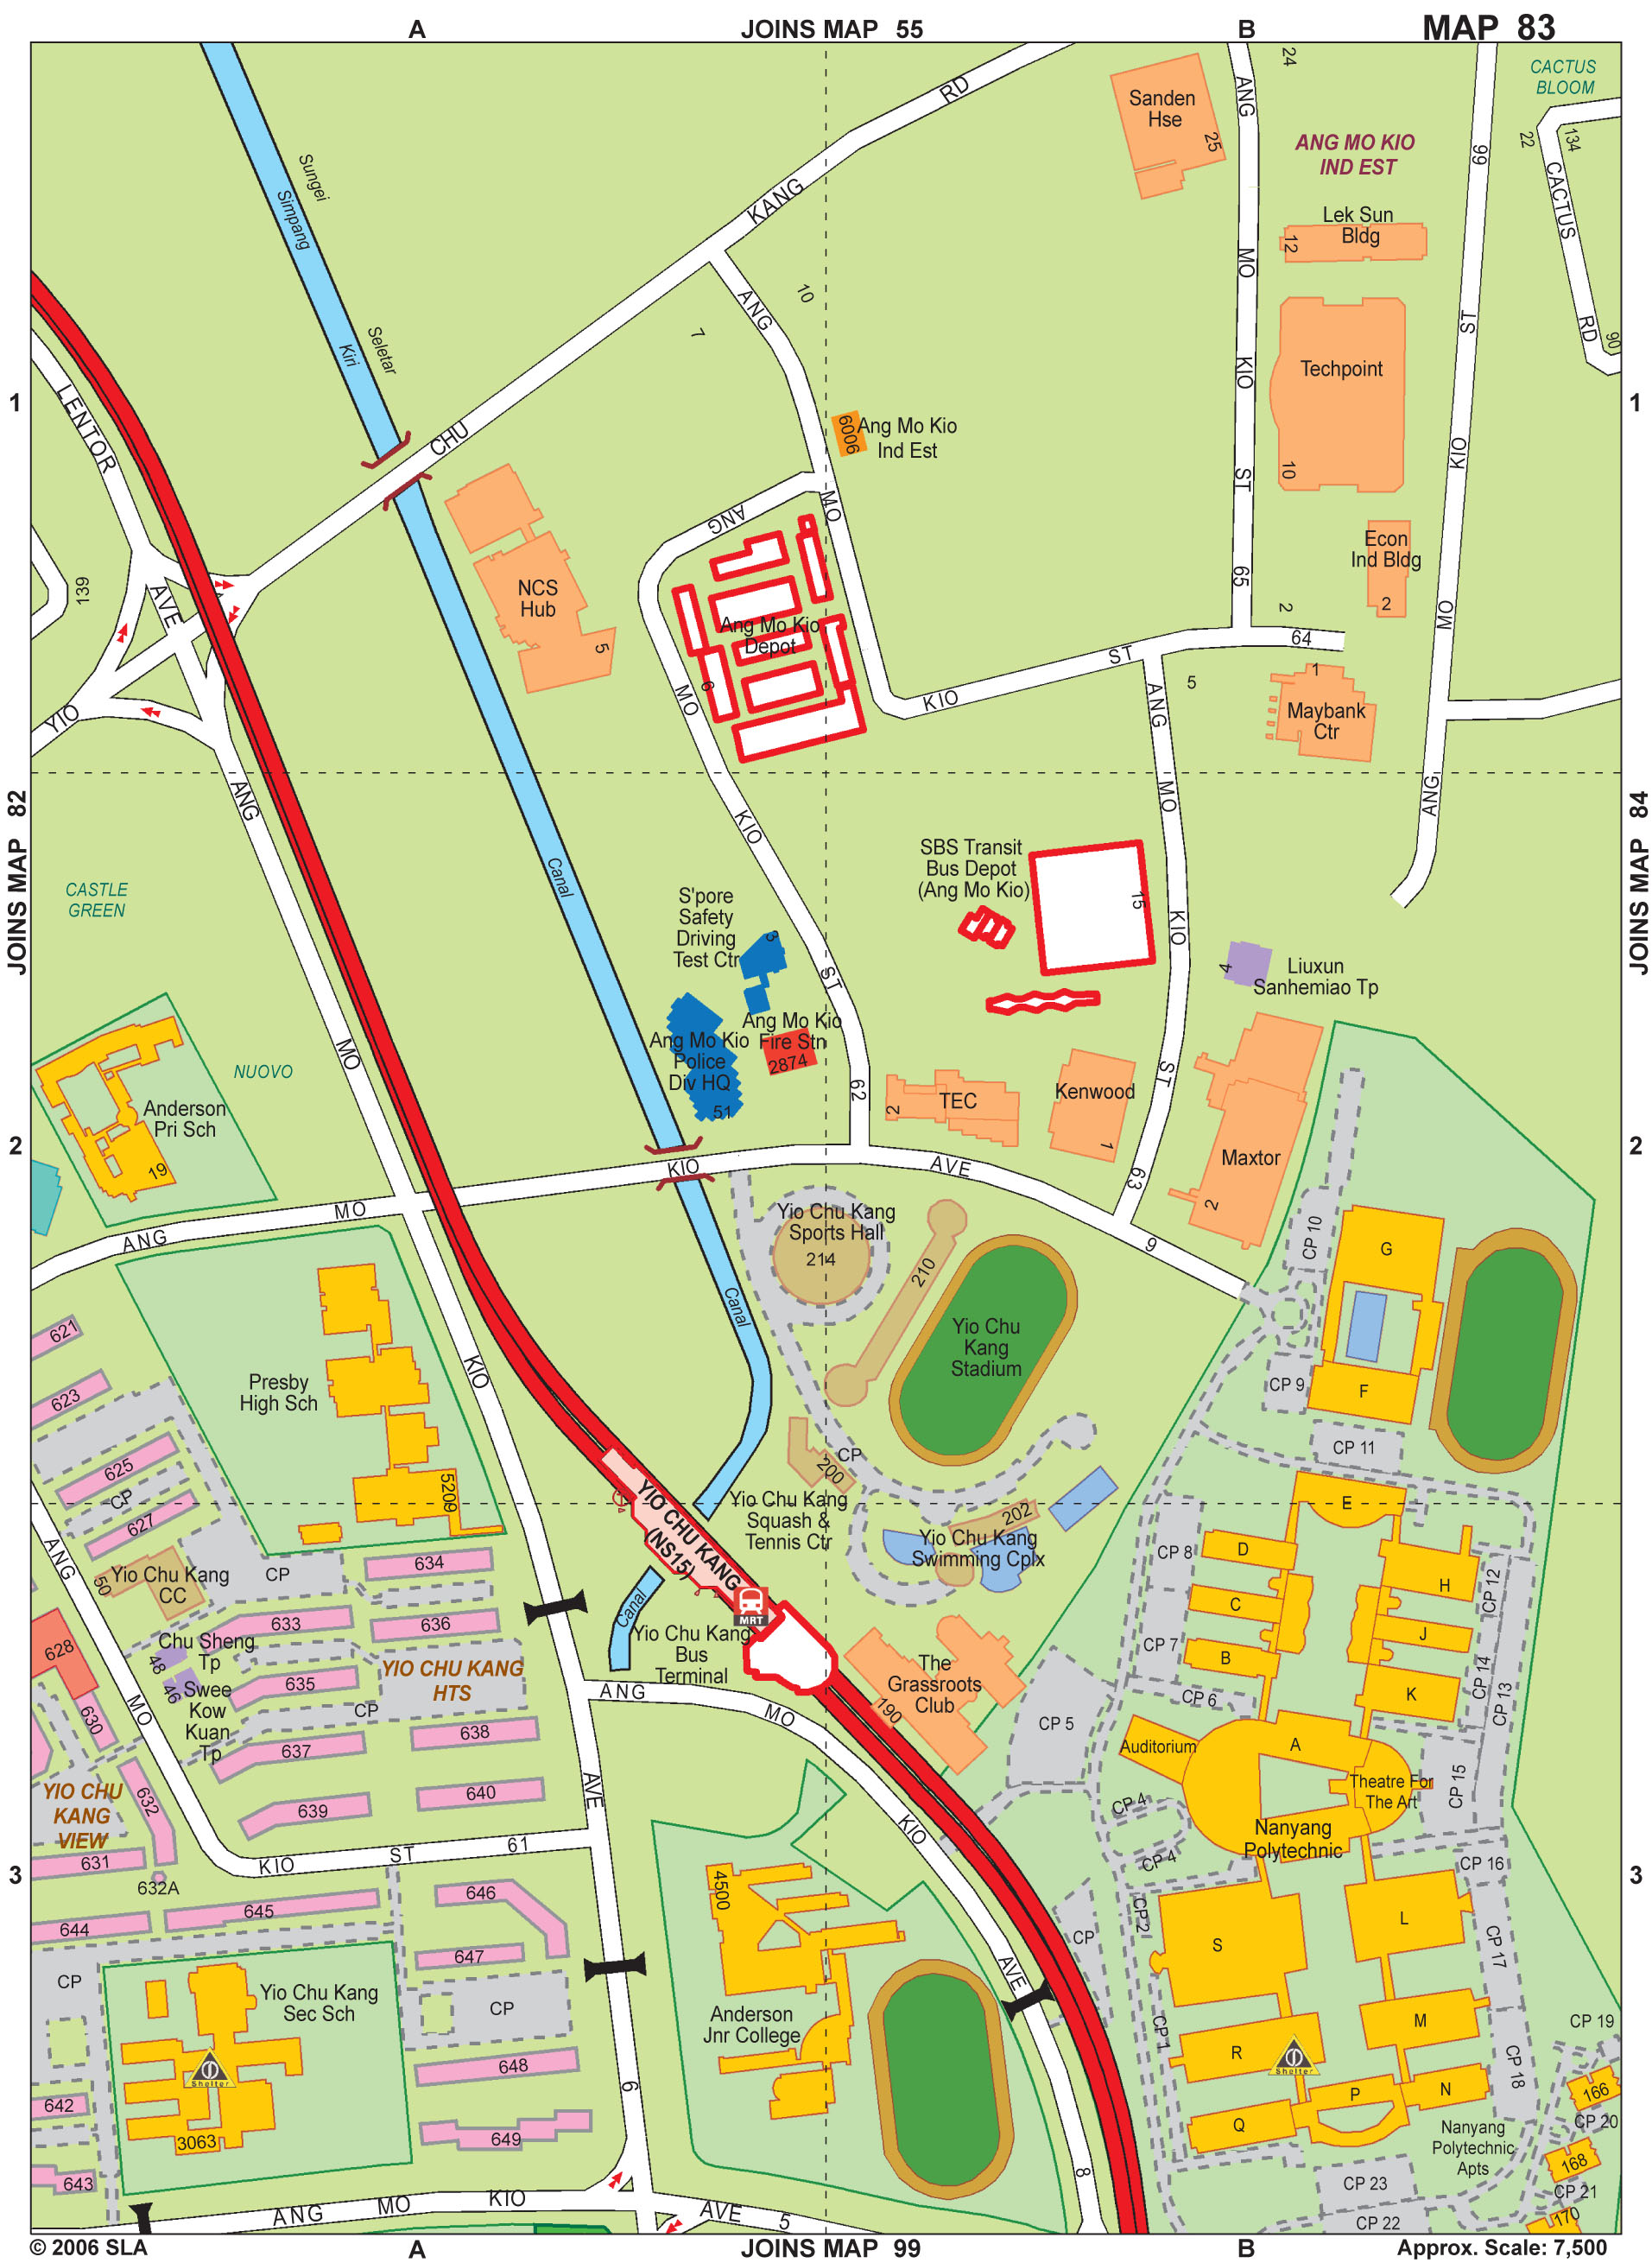 A
JOINS MAP 55
B
MAP 83
CACTUS
BLOOM
24
Sanden
Hse
25
ANG MO KIO
IND EST
ANG
MO
KIO
ST
65
66
ST
KIO
MO
ANG
22
134
CACTUS
RD
90
Lek Sun
Bldg
12
Techpoint
10
Econ
Ind Bldg
2
2
64
1
Maybank
Ctr
5
Sungei
Simpang
Kiri
Seletar
YIO
CHU
KANG
RD
ANG
MO
KIO
ST
10
7
6006
Ang Mo Kio
Ind Est
1
1
LENTOR
AVE
139
NCS
Hub
5
ANG
MO
KIO
ST
62
Ang Mo Kio
Depot
6
JOINS MAP 82
JOINS MAP 84
CASTLE
GREEN
ANG
MO
KIO
AVE
6
Canal
S'pore
Safety
Driving
Test Ctr
3
Ang Mo Kio
Fire Stn
2874
Ang Mo Kio
Police
Div HQ
51
SBS Transit
Bus Depot
(Ang Mo Kio)
15
ANG
MO
KIO
ST
63
4
Liuxun
Sanhemiao Tp
NUOVO
Anderson
Pri Sch
19
2
2
TEC
2
Kenwood
1
Maxtor
2
ANG
MO
KIO
AVE
9
Canal
Yio Chu Kang
Sports Hall
214
210
Yio Chu
Kang
Stadium
CP 10
G
CP 9
F
CP 11
621
623
625
CP
627
Presby
High Sch
5200
CP
200
Yio Chu Kang
Squash &
Tennis Ctr
202
Yio Chu Kang
Swimming Cplx
YIO CHU KANG
(NS15)
MRT
Canal
Yio Chu Kang
Bus
Terminal
The
Grassroots
Club
190
E
D
CP 8
C
CP 7
B
CP 6
H
CP 12
J
CP 14
K
CP 13
CP 5
Auditorium
A
Theatre For
The Art
CP 15
Nanyang
Polytechnic
CP 4
CP 4
CP 16
CP 2
L
S
CP 17
CP
M
CP 1
R
Shelter
CP 18
CP 19
P
N
166
Q
CP 20
Nanyang
Polytechnic
Apts
168
CP 23
CP 21
CP 22
170
ANG
MO
KIO
ST
61
50
Yio Chu Kang
CC
CP
634
633
636
Chu Sheng
Tp
48
46
Swee
Kow
Kuan
Tp
628
630
635
YIO CHU KANG
HTS
CP
637
638
632
YIO CHU
KANG
VIEW
639
640
631
632A
644
645
646
647
CP
CP
Yio Chu Kang
Sec Sch
Shelter
3063
642
643
648
649
3
3
4500
Anderson
Jnr College
ANG
MO
KIO
AVE
8
ANG
MO
KIO
AVE
5
© 2006 SLA
A
JOINS MAP 99
B
Approx. Scale: 7,500